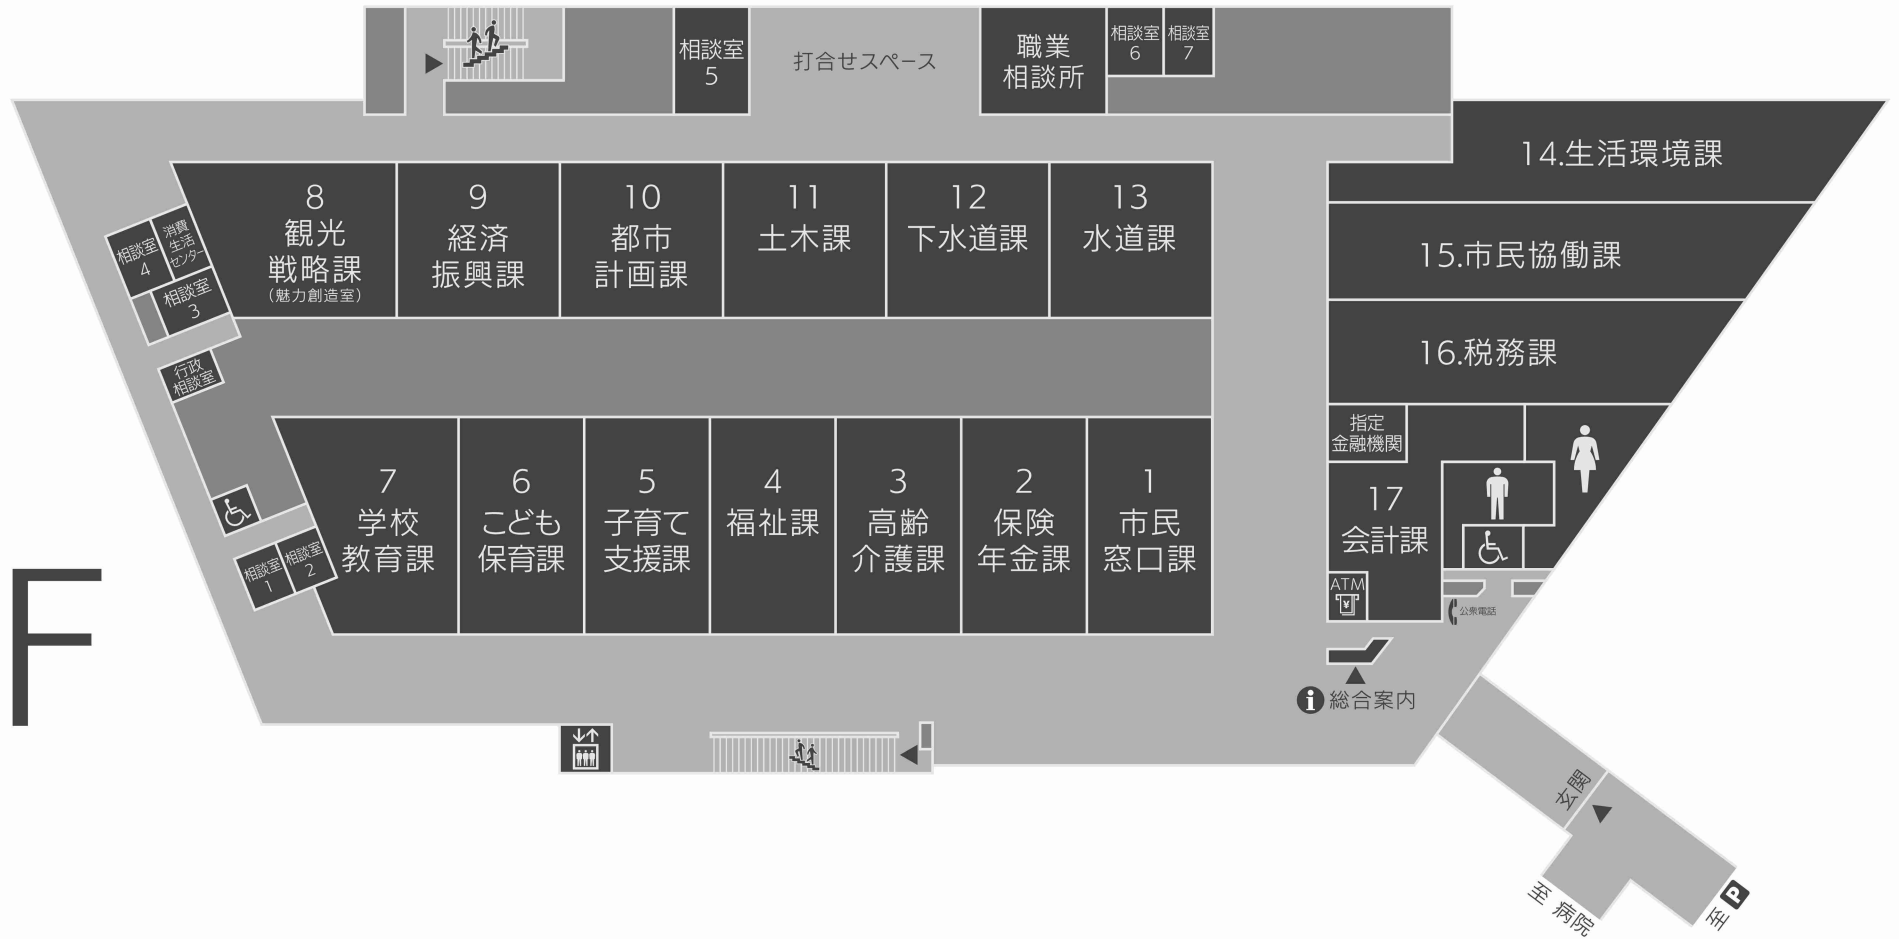 相談室
5
打合せスペース
職業
相談所
相談室
6
相談室
7
14.生活環境課
15.市民協働課
16.税務課
8
観光
戦略課
(魅力創造室)
9
経済
振興課
10
都市
計画課
11
土木課
12
下水道課
13
水道課
相談室
4
消費
生活
センター
相談室
3
行政
相談室
相談室
1
相談室
2
7
学校
教育課
6
こども
保育課
5
子育て
支援課
4
福祉課
3
高齢
介護課
2
保険
年金課
1
市民
窓口課
指定
金融機関
17
会計課
ATM
¥
公衆電話
i 総合案内
玄関
至 病院
至 P
F